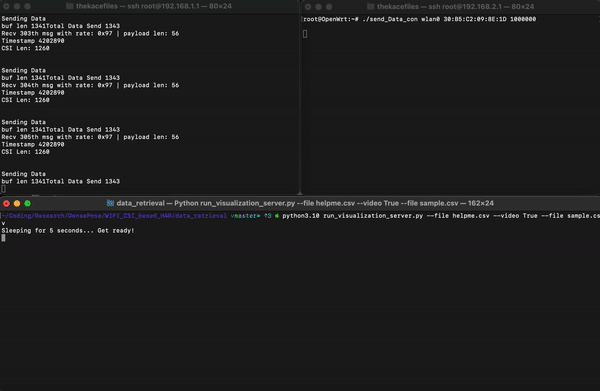 thekacefiles — ssh root@192.168.1.1 — 80×24
Sending Data
buf len 1341Total Data Send 1343
Recv 303th msg with rate: 0x97 | payload len: 56
Timestamp 4202890
CSI Len: 1260
Sending Data
buf len 1341Total Data Send 1343
Recv 304th msg with rate: 0x97 | payload len: 56
Timestamp 4202890
CSI Len: 1260
Sending Data
buf len 1341Total Data Send 1343
Recv 305th msg with rate: 0x97 | payload len: 56
Timestamp 4202890
CSI Len: 1260
Sending Data
buf len 1341Total Data Send 1343
thekacefiles — ssh root@192.168.2.1 — 80×24
root@OpenWrt:~# ./send_Data_con wlan0 30:B5:C2:09:8E:1D 1000000
data_retrieval — Python run_visualization_server.py --file helpme.csv --video True --file sample.csv — 162×24
~/Coding/Research/DensePose/WIFI_CSI_based_HAR/data_retrieval master* ⇡3 python3.10 run_visualization_server.py --file helpme.csv --video True --file sample.cs
v
Sleeping for 5 seconds... Get ready!